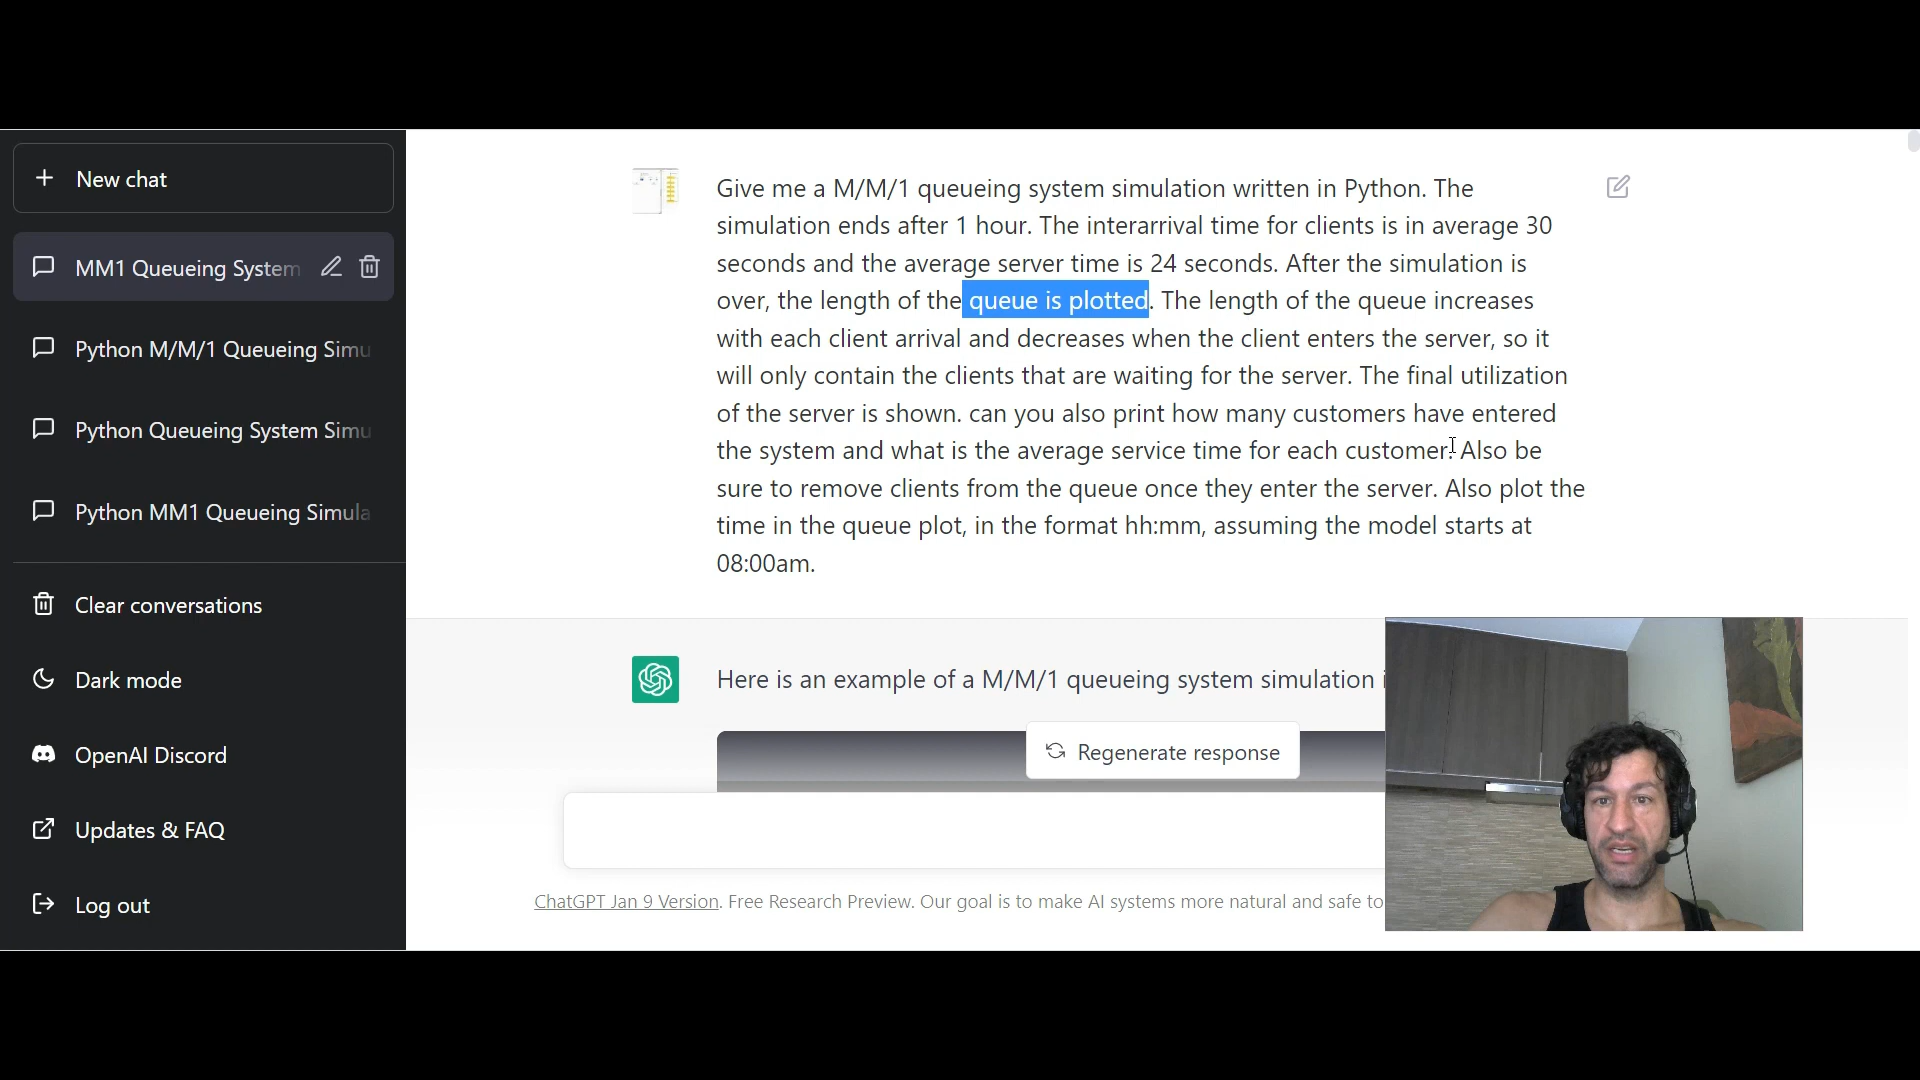 New chat
MM1 Queueing System
Python M/M/1 Queueing Simu
Python Queueing System Simu
Python MM1 Queueing Simula
Clear conversations
Dark mode
OpenAI Discord
Updates & FAQ
Log out
Give me a M/M/1 queueing system simulation written in Python. The
simulation ends after 1 hour. The interarrival time for clients is in average 30
seconds and the average server time is 24 seconds. After the simulation is
over, the length of the queue is plotted. The length of the queue increases
with each client arrival and decreases when the client enters the server, so it
will only contain the clients that are waiting for the server. The final utilization
of the server is shown. can you also print how many customers have entered
the system and what is the average service time for each customer. Also be
sure to remove clients from the queue once they enter the server. Also plot the
time in the queue plot, in the format hh:mm, assuming the model starts at
08:00am.
Here is an example of a M/M/1 queueing system simulation i
Regenerate response
ChatGPT Jan 9 Version. Free Research Preview. Our goal is to make AI systems more natural and safe to